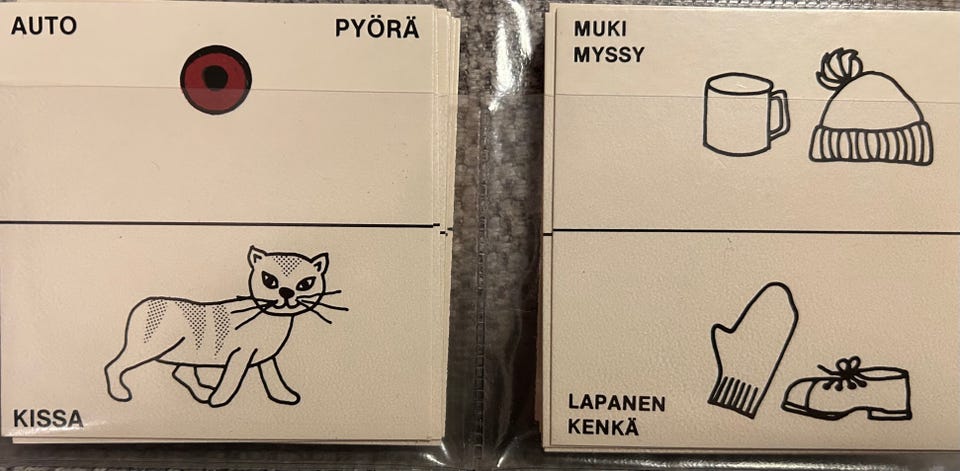 AUTO
PYÖRÄ
KISSA
MUKI
MYSSY
LAPANEN
KENKÄ